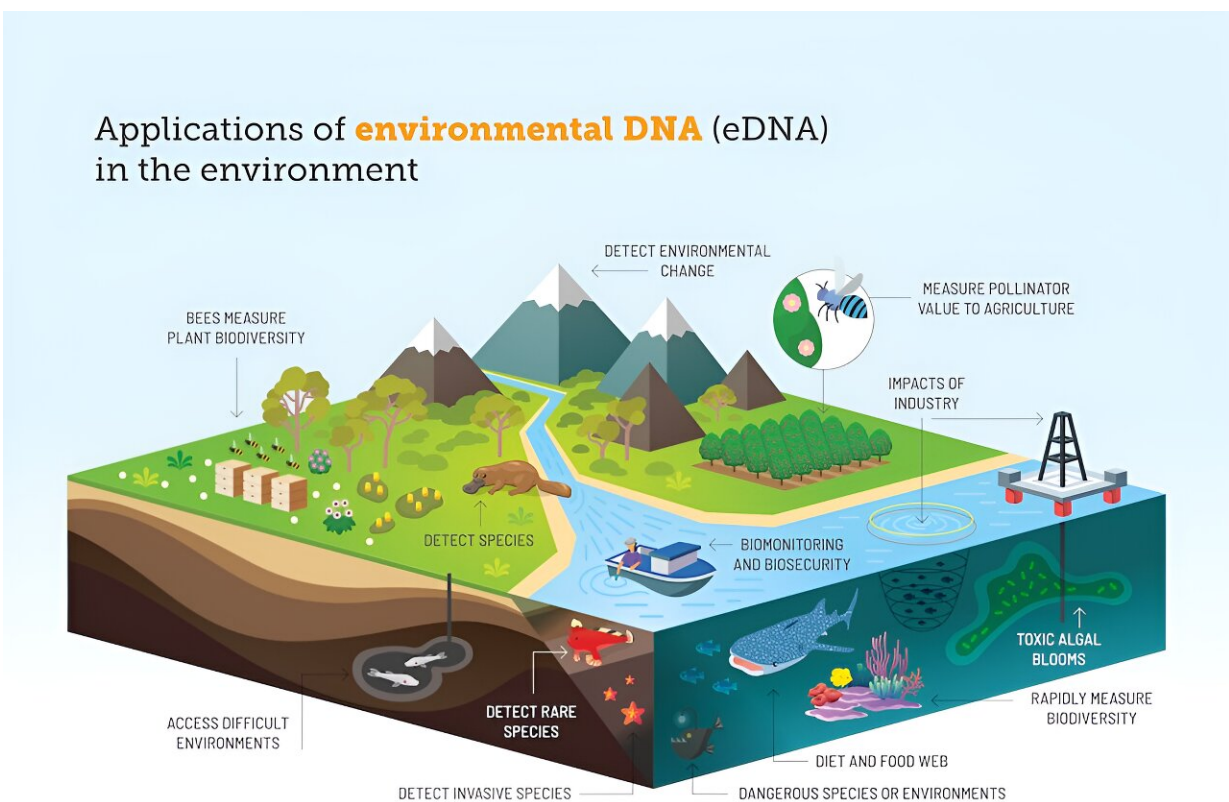 Applications of environmental DNA (eDNA)
in the environment
DETECT ENVIRONMENTAL
CHANGE
MEASURE POLLINATOR
VALUE TO AGRICULTURE
BEES MEASURE
PLANT BIODIVERSITY
IMPACTS OF
INDUSTRY
DETECT SPECIES
BIOMONITORING
AND BIOSECURITY
TOXIC ALGAL
BLOOMS
ACCESS DIFFICULT
ENVIRONMENTS
DETECT RARE
SPECIES
RAPIDLY MEASURE
BIODIVERSITY
DIET AND FOOD WEB
DETECT INVASIVE SPECIES
DANGEROUS SPECIES OR ENVIRONMENTS